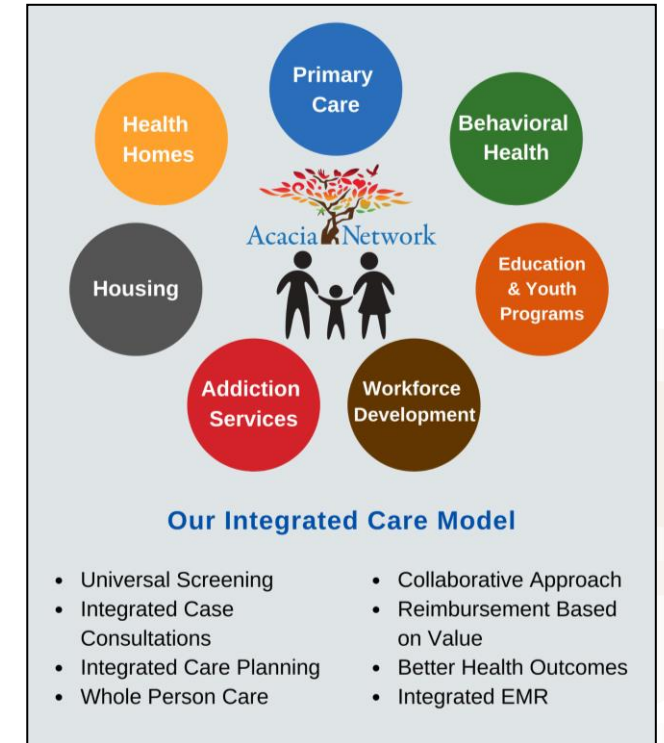 Primary
Care
Health
Homes
Behavioral
Health
Acacia Network
Housing
Education
& Youth
Programs
Addiction
Services
Workforce
Development
Our Integrated Care Model
• Universal Screening
• Integrated Case
Consultations
• Integrated Care Planning
• Whole Person Care
• Collaborative Approach
• Reimbursement Based
on Value
• Better Health Outcomes
• Integrated EMR